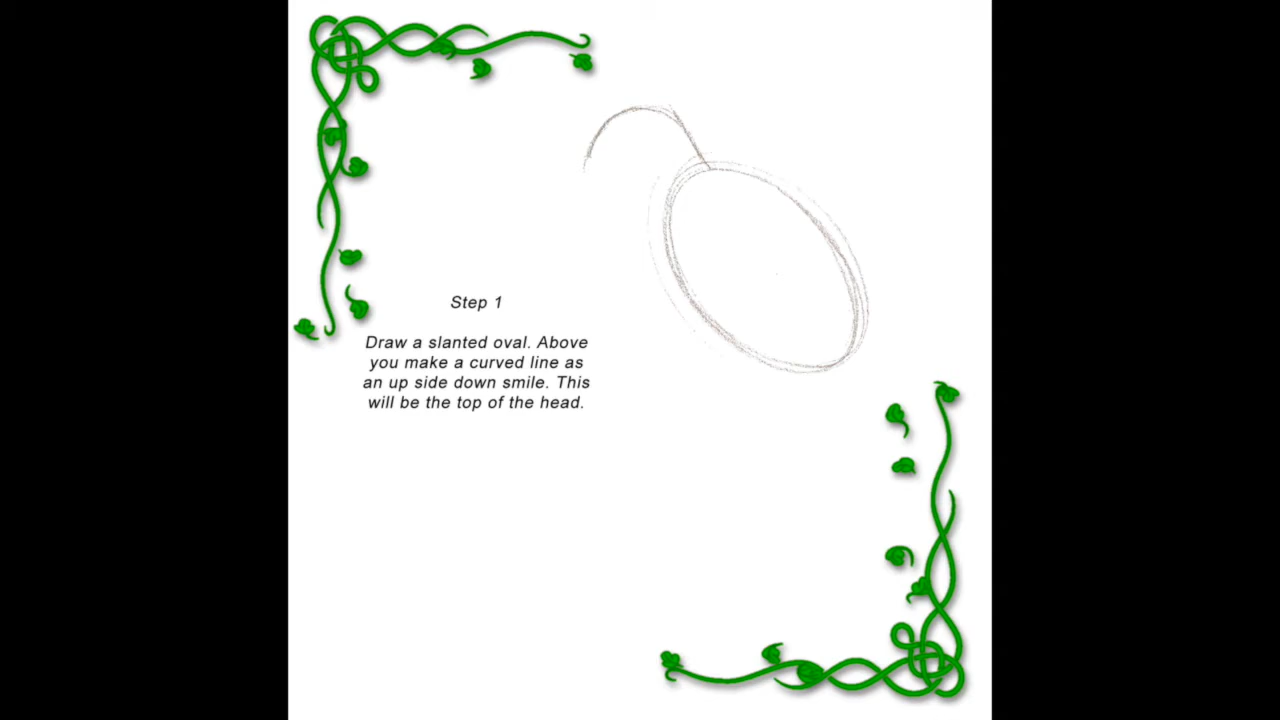 Step 1
Draw a slanted oval. Above
you make a curved line as
an up side down smile. This
will be the top of the head.